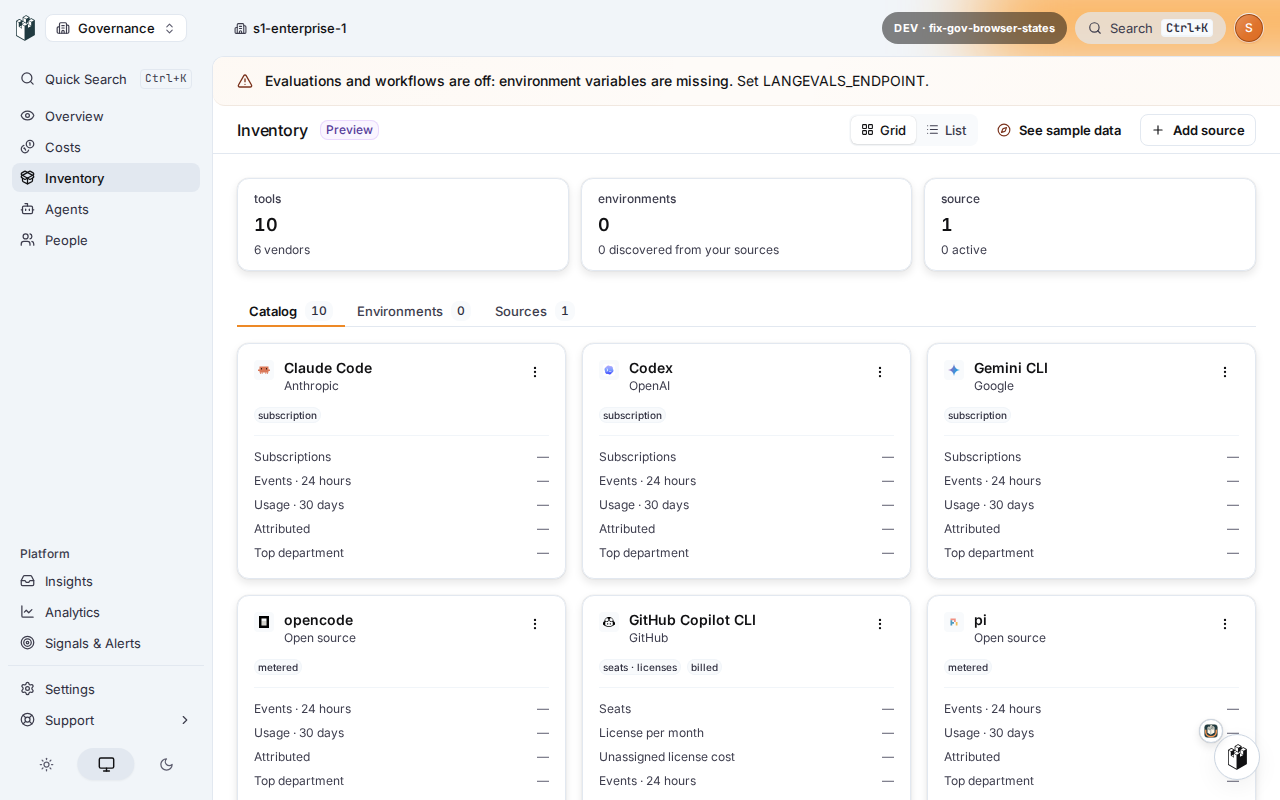 Governance
s1-enterprise-1
DEV · fix-gov-browser-states
Search Ctrl+K
S
Quick Search Ctrl+K
Overview
Costs
Inventory
Agents
People
Platform
Insights
Analytics
Signals & Alerts
Settings
Support
Evaluations and workflows are off: environment variables are missing. Set LANGEVALS_ENDPOINT.
Inventory Preview
Grid List See sample data Add source
tools
10
6 vendors
environments
0
0 discovered from your sources
source
1
0 active
Catalog 10 Environments 0 Sources 1
Claude Code
Anthropic
subscription
Subscriptions —
Events · 24 hours —
Usage · 30 days —
Attributed —
Top department —
Codex
OpenAI
subscription
Subscriptions —
Events · 24 hours —
Usage · 30 days —
Attributed —
Top department —
Gemini CLI
Google
subscription
Subscriptions —
Events · 24 hours —
Usage · 30 days —
Attributed —
Top department —
opencode
Open source
metered
Events · 24 hours —
Usage · 30 days —
Attributed —
Top department —
GitHub Copilot CLI
GitHub
seats · licenses billed
Seats —
License per month —
Unassigned license cost —
Events · 24 hours —
pi
Open source
metered
Events · 24 hours —
Usage · 30 days —
Attributed
Top department —